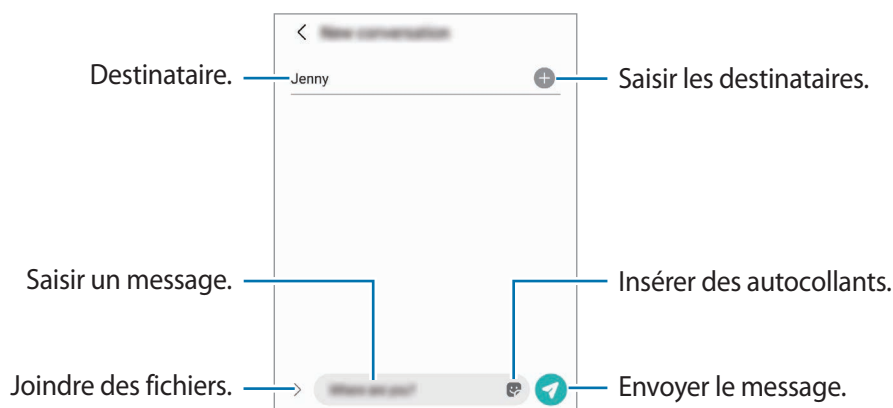 Destinataire.
Jenny
Saisir les destinataires.
Saisir un message.
Insérer des autocollants.
Joindre des fichiers.
Envoyer le message.